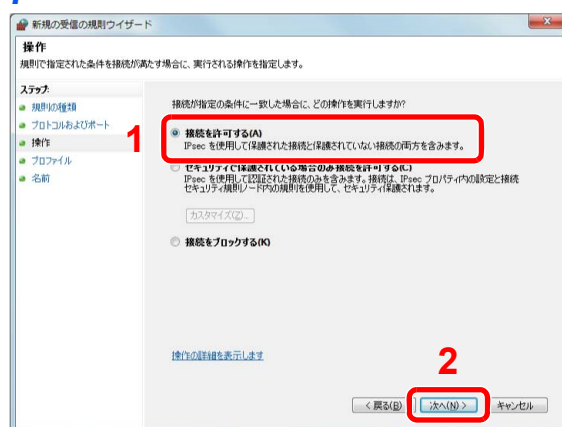 新規の受信の規則ウィザード
操作
規則で指定された条件を接続が満たす場合に、実行される操作を指定します。
ステップ:
規則の種類
プロトコルおよびポート
操作
プロファイル
名前
接続が指定の条件に一致した場合に、どの操作を実行しますか?
1
接続を許可する(A)
IPsec を使用して保護された接続と保護されていない接続の両方を含みます。
セキュリティで保護されている場合のみ接続を許可する(C)
IPsec を使用して認証された接続のみを含みます。接続は、IPsec プロパティ内の設定と接続
セキュリティ規則ノード内の規則を使用して、セキュリティ保護されます。
カスタマイズ(Z)...
接続をブロックする(K)
操作の詳細を表示します
2
< 戻る(B)
次へ(N) >
キャンセル